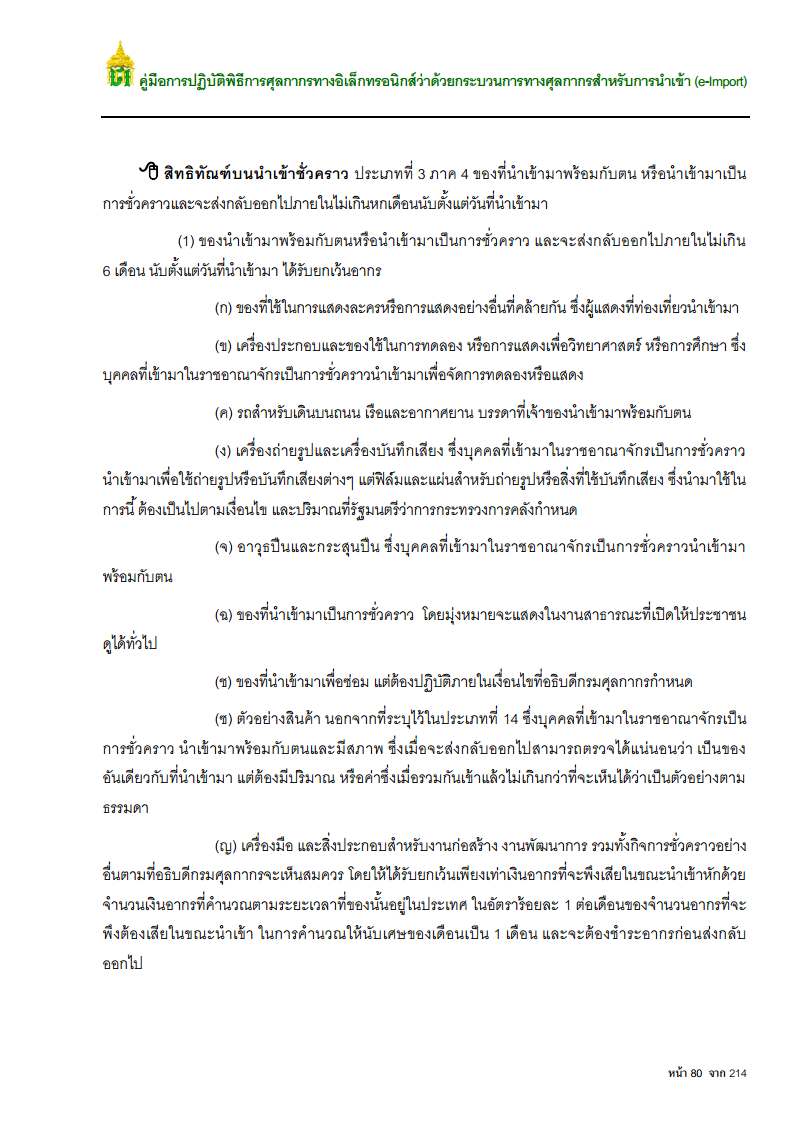 คู่มือการปฏิบัติพิธีการศุลกากรทางอิเล็กทรอนิกส์ว่าด้วยกระบวนการทางศุลกากรสำหรับการนำเข้า (e-Import)
สิทธิทัณฑ์บนนำเข้าชั่วคราว ประเภทที่ 3 ภาค 4 ของที่นำเข้ามาพร้อมกับตน หรือนำเข้ามาเป็น
การชั่วคราวและจะส่งกลับออกไปภายในไม่เกินหกเดือนนับตั้งแต่วันที่นำเข้ามา
(1) ของนำเข้ามาพร้อมกับตนหรือนำเข้ามาเป็นการชั่วคราว และจะส่งกลับออกไปภายในไม่เกิน
6 เดือน นับตั้งแต่วันที่นำเข้ามา ได้รับยกเว้นอากร
(ก) ของที่ใช้ในการแสดงละครหรือการแสดงอย่างอื่นที่คล้ายกัน ซึ่งผู้แสดงที่ท่องเที่ยวนำเข้ามา
(ข) เครื่องประกอบและของใช้ในการทดลอง หรือการแสดงเพื่อวิทยาศาสตร์ หรือการศึกษา ซึ่ง
บุคคลที่เข้ามาในราชอาณาจักรเป็นการชั่วคราวนำเข้ามาเพื่อจัดการทดลองหรือแสดง
(ค) รถสำหรับเดินบนถนน เรือและอากาศยาน บรรดาที่เจ้าของนำเข้ามาพร้อมกับตน
(ง) เครื่องถ่ายรูปและเครื่องบันทึกเสียง ซึ่งบุคคลที่เข้ามาในราชอาณาจักรเป็นการชั่วคราว
นำเข้ามาเพื่อใช้ถ่ายรูปหรือบันทึกเสียงต่างๆ แต่ฟิล์มและแผ่นสำหรับถ่ายรูปหรือสิ่งที่ใช้บันทึกเสียง ซึ่งนำมาใช้ใน
การนี้ ต้องเป็นไปตามเงื่อนไข และปริมาณที่รัฐมนตรีว่าการกระทรวงการคลังกำหนด
(จ) อาวุธปืนและกระสุนปืน ซึ่งบุคคลที่เข้ามาในราชอาณาจักรเป็นการชั่วคราวนำเข้ามา
พร้อมกับตน
(ฉ) ของที่นำเข้ามาเป็นการชั่วคราว โดยมุ่งหมายจะแสดงในงานสาธารณะที่เปิดให้ประชาชน
ดูได้ทั่วไป
(ช) ของที่นำเข้ามาเพื่อซ่อม แต่ต้องปฏิบัติภายในเงื่อนไขที่อธิบดีกรมศุลกากรกำหนด
(ซ) ตัวอย่างสินค้า นอกจากที่ระบุไว้ในประเภทที่ 14 ซึ่งบุคคลที่เข้ามาในราชอาณาจักรเป็น
การชั่วคราว นำเข้ามาพร้อมกับตนและมีสภาพ ซึ่งเมื่อจะส่งกลับออกไปสามารถตรวจได้แน่นอนว่า เป็นของ
อันเดียวกับที่นำเข้ามา แต่ต้องมีปริมาณ หรือค่าซึ่งเมื่อรวมกันเข้าแล้วไม่เกินกว่าที่จะเห็นได้ว่าเป็นตัวอย่างตาม
ธรรมดา
(ญ) เครื่องมือ และสิ่งประกอบสำหรับงานก่อสร้าง งานพัฒนาการ รวมทั้งกิจการชั่วคราวอย่าง
อื่นตามที่อธิบดีกรมศุลกากรจะเห็นสมควร โดยให้ได้รับยกเว้นเพียงเท่าเงินอากรที่จะพึงเสียในขณะนำเข้าหักด้วย
จำนวนเงินอากรที่คำนวณตามระยะเวลาที่ของนั้นอยู่ในประเทศ ในอัตราร้อยละ 1 ต่อเดือนของจำนวนอากรที่จะ
พึงต้องเสียในขณะนำเข้า ในการคำนวณให้นับเศษของเดือนเป็น 1 เดือน และจะต้องชำระอากรก่อนส่งกลับ
ออกไป
หน้า 80 จาก 214